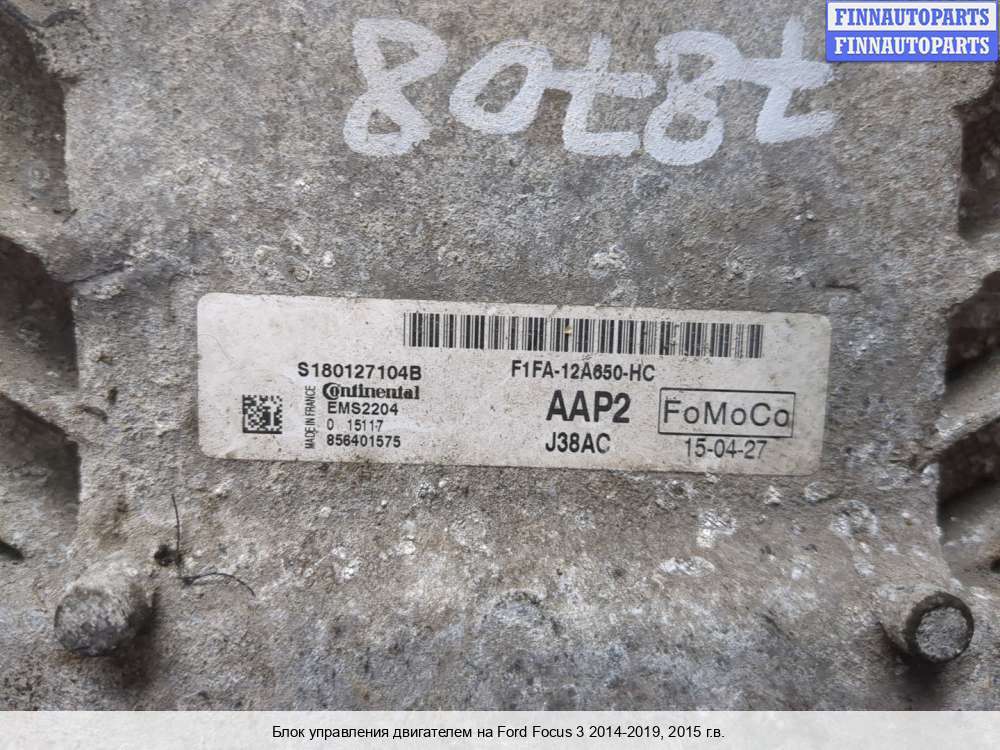 FINNAUTOPARTS
FINNAUTOPARTS
S180127104B
F1FA-12A650-HC
Continental
EMS2204
0 15117
856401575
MADE IN FRANCE
AAP2
FoMoCo
J38AC
15-04-27
Блок управления двигателем на Ford Focus 3 2014-2019, 2015 г.в.